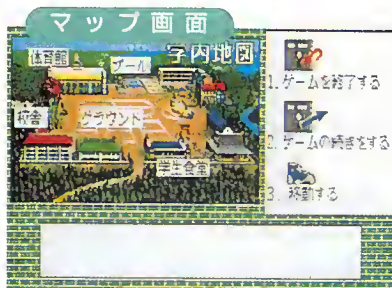 マップ画面
学内地図
体育館
プール
校舎
グラウンド
学生食堂
1.ゲームを終了する
2.ゲームの続きをする
3.移動する